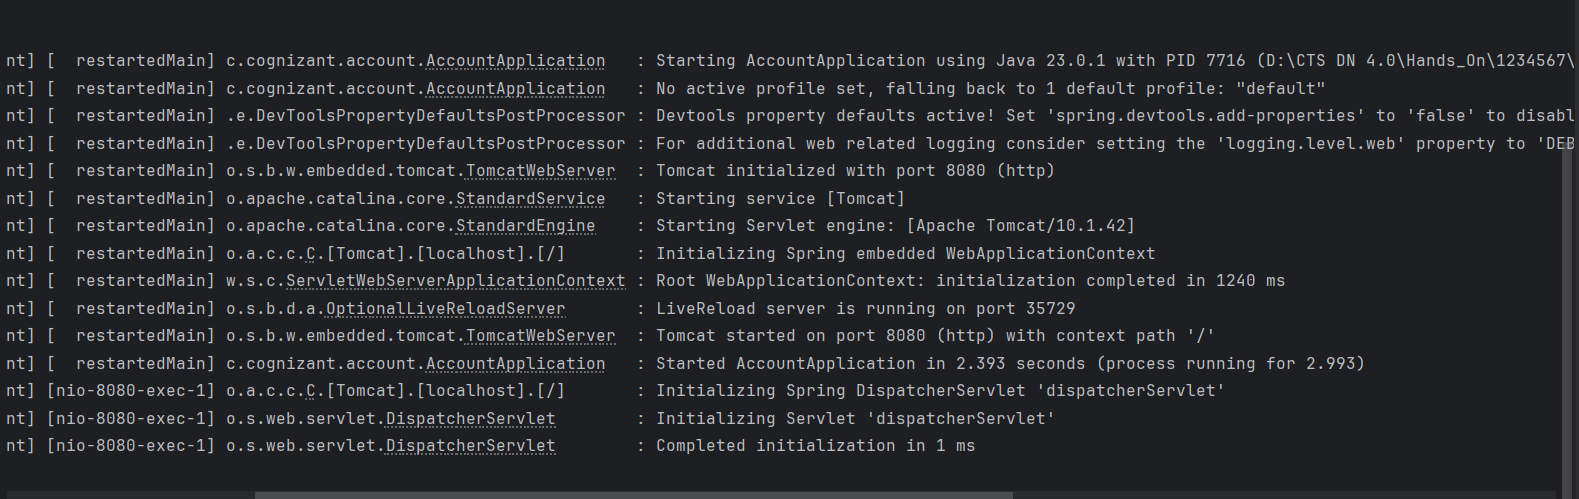 nt] [  restartedMain] c.cognizant.account.AccountApplication   : Starting AccountApplication using Java 23.0.1 with PID 7716 (D:\CTS DN 4.0\Hands_On\1234567\
nt] [  restartedMain] c.cognizant.account.AccountApplication   : No active profile set, falling back to 1 default profile: "default"
nt] [  restartedMain] .e.DevToolsPropertyDefaultsPostProcessor : Devtools property defaults active! Set 'spring.devtools.add-properties' to 'false' to disabl
nt] [  restartedMain] .e.DevToolsPropertyDefaultsPostProcessor : For additional web related logging consider setting the 'logging.level.web' property to 'DEB
nt] [  restartedMain] o.s.b.w.embedded.tomcat.TomcatWebServer  : Tomcat initialized with port 8080 (http)
nt] [  restartedMain] o.apache.catalina.core.StandardService   : Starting service [Tomcat]
nt] [  restartedMain] o.apache.catalina.core.StandardEngine    : Starting Servlet engine: [Apache Tomcat/10.1.42]
nt] [  restartedMain] o.a.c.c.C.[Tomcat].[localhost].[/]       : Initializing Spring embedded WebApplicationContext
nt] [  restartedMain] w.s.c.ServletWebServerApplicationContext : Root WebApplicationContext: initialization completed in 1240 ms
nt] [  restartedMain] o.s.b.d.a.OptionalLiveReloadServer       : LiveReload server is running on port 35729
nt] [  restartedMain] o.s.b.w.embedded.tomcat.TomcatWebServer  : Tomcat started on port 8080 (http) with context path '/'
nt] [  restartedMain] c.cognizant.account.AccountApplication   : Started AccountApplication in 2.393 seconds (process running for 2.993)
nt] [nio-8080-exec-1] o.a.c.c.C.[Tomcat].[localhost].[/]       : Initializing Spring DispatcherServlet 'dispatcherServlet'
nt] [nio-8080-exec-1] o.s.web.servlet.DispatcherServlet        : Initializing Servlet 'dispatcherServlet'
nt] [nio-8080-exec-1] o.s.web.servlet.DispatcherServlet        : Completed initialization in 1 ms